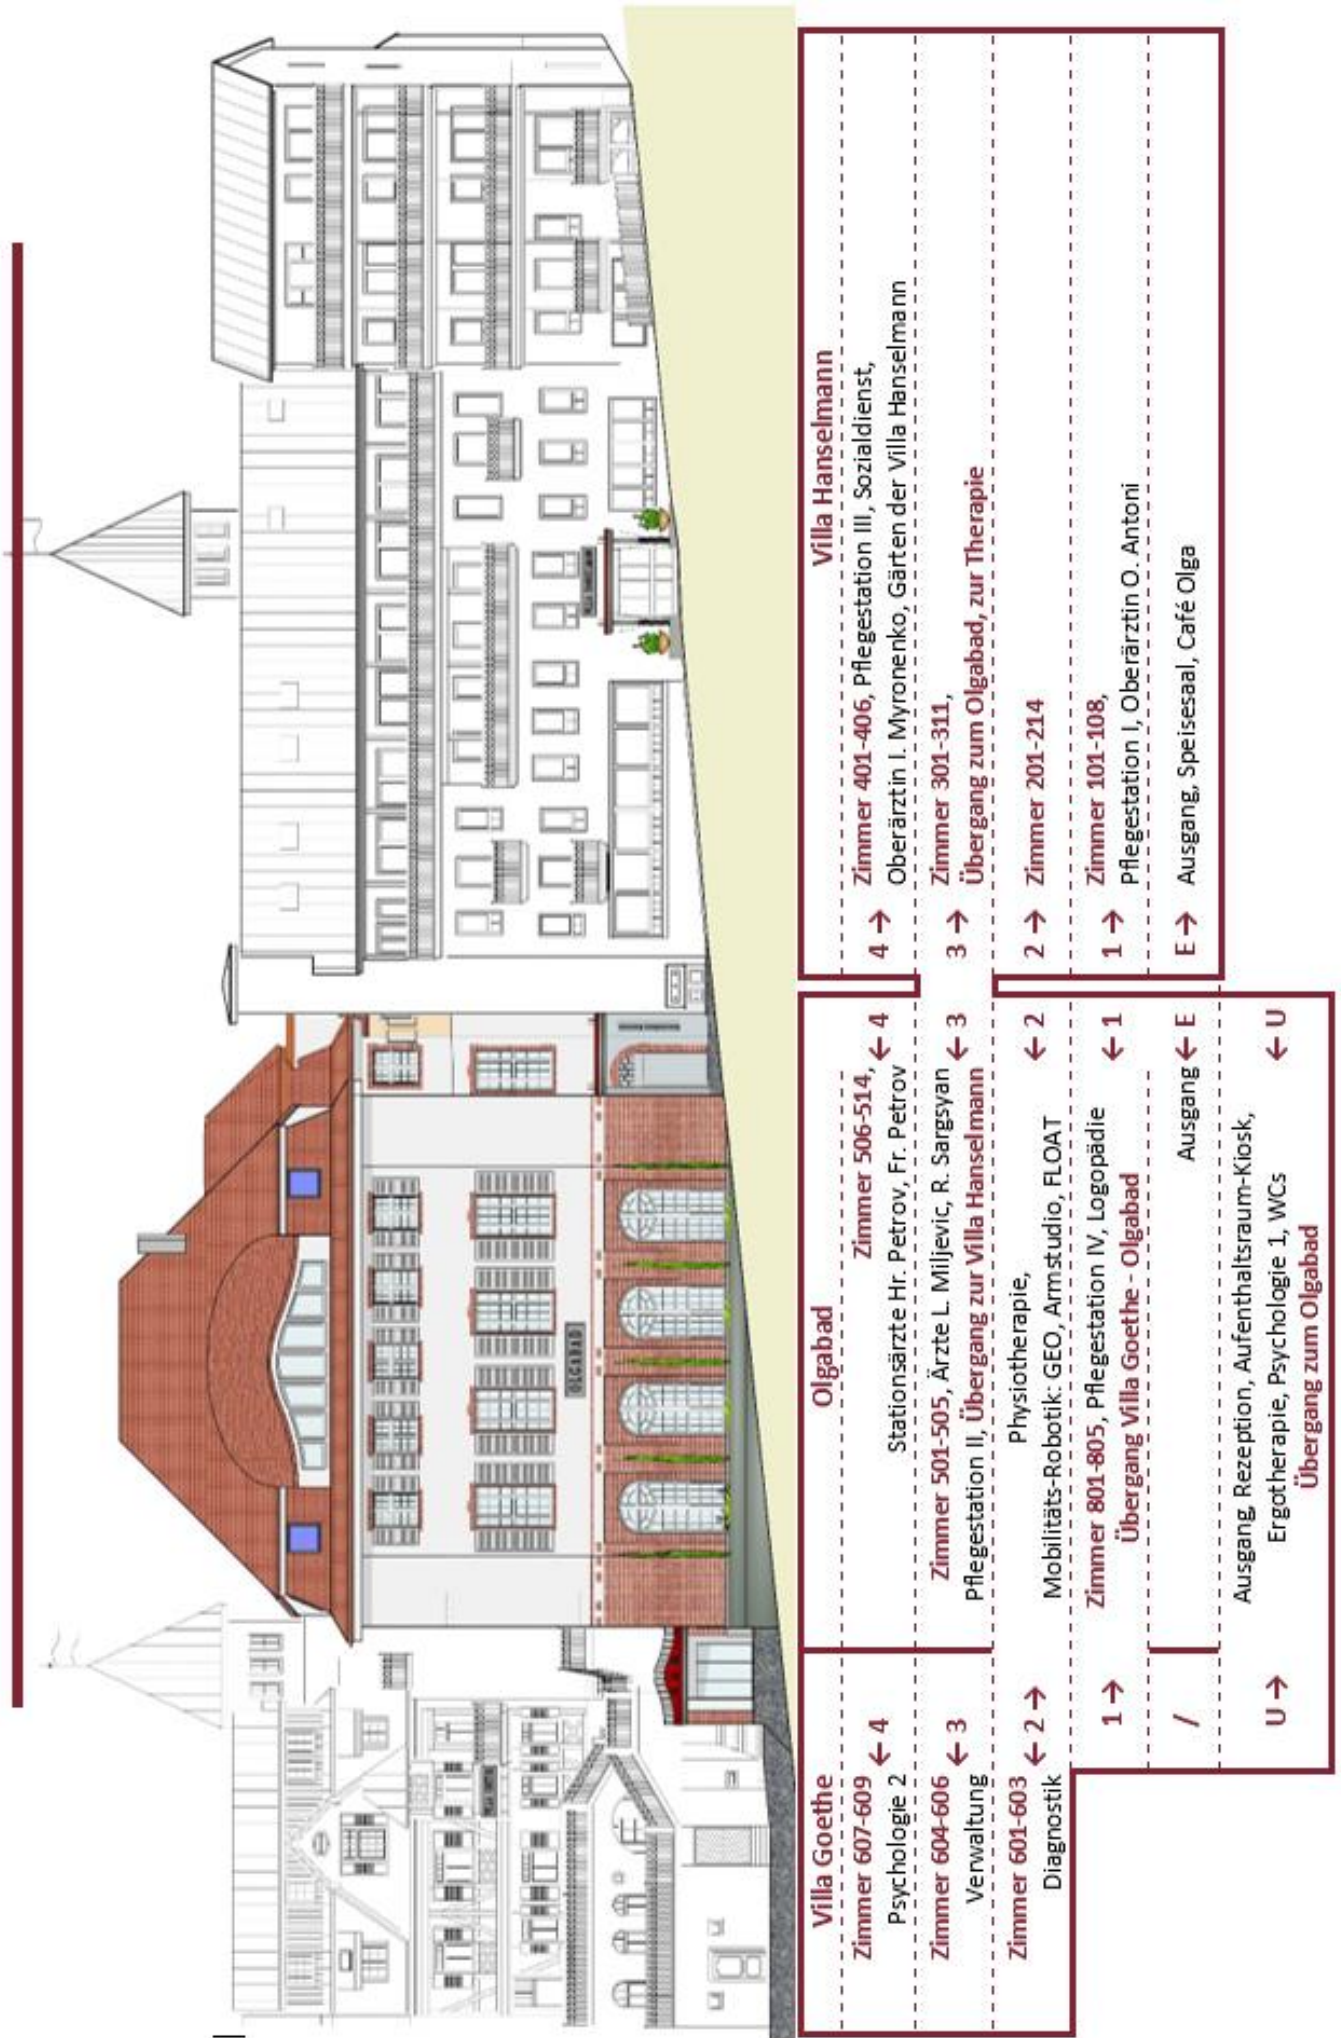 OLGABAD
Villa Goethe
Zimmer 607-609 ← 4
Psychologie 2
Zimmer 604-606 ← 3
Verwaltung
Zimmer 601-603 ← 2 →
Diagnostik
1 →
/
U →
Olgabad
Zimmer 506-514, ← 4
Stationsärzte Hr. Petrov, Fr. Petrov
Zimmer 501-505, Ärzte L. Miljevic, R. Sargsyan ← 3
Pflegestation II, Übergang zur Villa Hanselmann
Physiotherapie, ← 2
Mobilitäts-Robotik: GEO, Armstudio, FLOAT
Zimmer 801-805, Pflegestation IV, Logopädie ← 1
Übergang Villa Goethe - Olgabad
Ausgang ← E
Ausgang, Rezeption, Aufenthaltsraum-Kiosk,
Ergotherapie, Psychologie 1, WCs ← U
Übergang zum Olgabad
Villa Hanselmann
4 → Zimmer 401-406, Pflegestation III, Sozialdienst,
Oberärztin I. Myronenko, Gärten der Villa Hanselmann
3 → Zimmer 301-311,
Übergang zum Olgabad, zur Therapie
2 → Zimmer 201-214
1 → Zimmer 101-108,
Pflegestation I, Oberärztin O. Antoni
E → Ausgang, Speisesaal, Café Olga